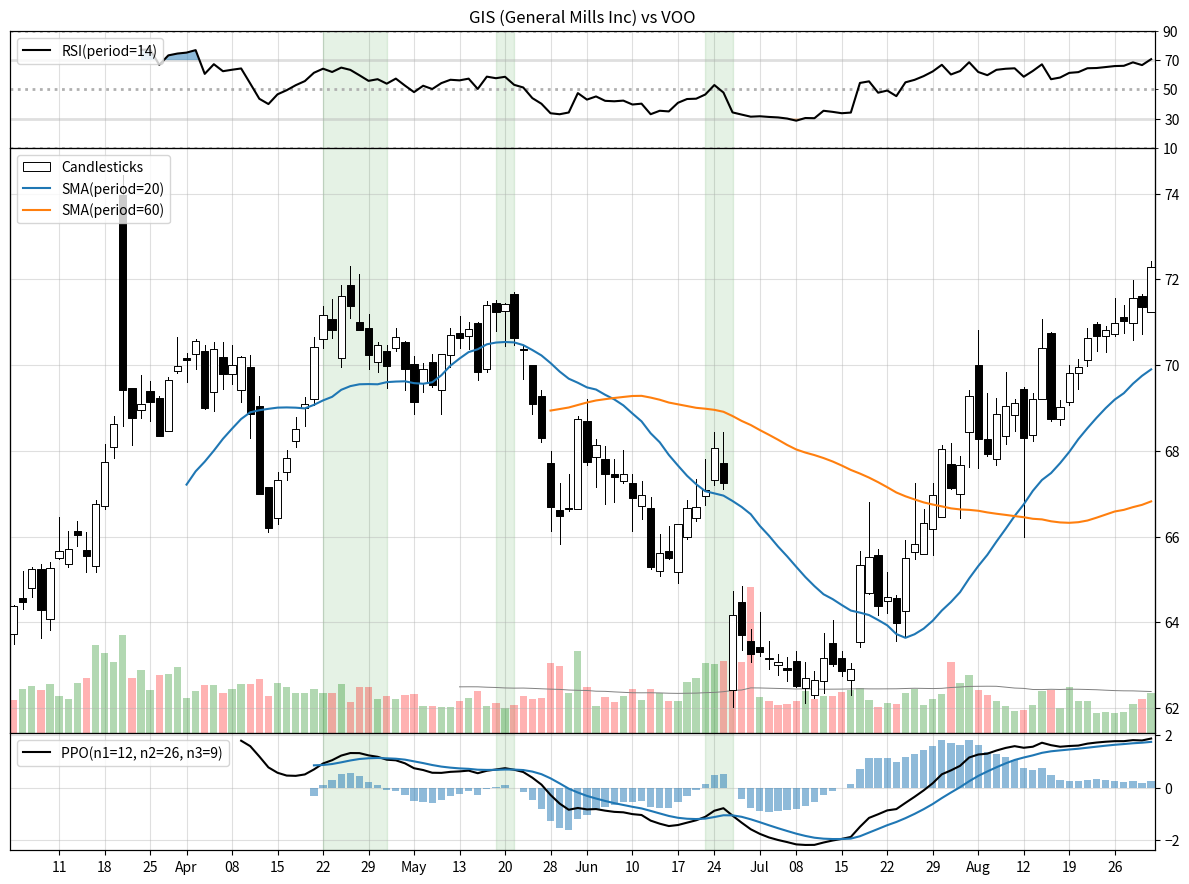 GIS (General Mills Inc) vs VOO
RSI(period=14)
90
70
50
30
10
Candlesticks
SMA(period=20)
SMA(period=60)
74
72
70
68
66
64
62
PPO(n1=12, n2=26, n3=9)
2
0
−2
11 18 25 Apr 08 15 22 29 May 13 20 28 Jun 10 17 24 Jul 08 15 22 29 Aug 12 19 26